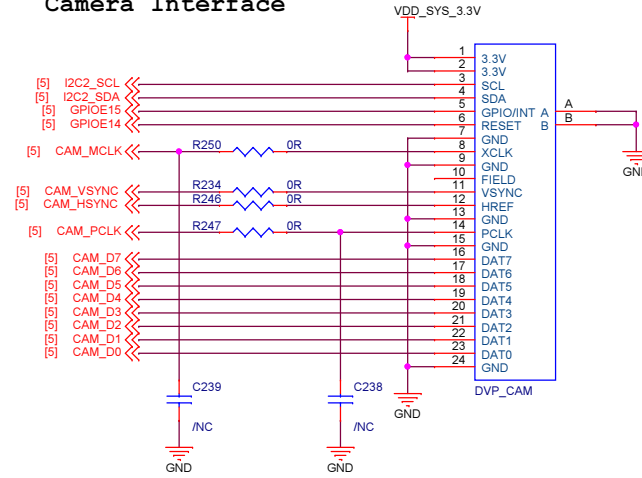 Camera Interface
VDD_SYS_3.3V
1 3.3V
2 3.3V
[5] I2C2_SCL 3 SCL
[5] I2C2_SDA 4 SDA
[5] GPIOE15 5 GPIO/INT A A
[5] GPIOE14 6 RESET B B
7 GND
[5] CAM_MCLK R250 0R 8 XCLK
9 GND
GND
10 FIELD
[5] CAM_VSYNC R234 0R 11 VSYNC
[5] CAM_HSYNC R246 0R 12 HREF
13 GND
[5] CAM_PCLK R247 0R 14 PCLK
15 GND
[5] CAM_D7 16 DAT7
[5] CAM_D6 17 DAT6
[5] CAM_D5 18 DAT5
[5] CAM_D4 19 DAT4
[5] CAM_D3 20 DAT3
[5] CAM_D2 21 DAT2
[5] CAM_D1 22 DAT1
[5] CAM_D0 23 DAT0
24 GND
C239 C238 DVP_CAM
GND
/NC /NC
GND GND